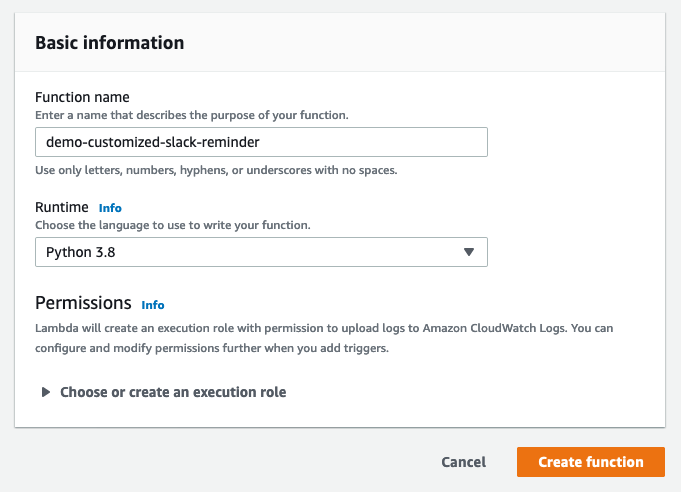 Basic information
Function name
Enter a name that describes the purpose of your function.
demo-customized-slack-reminder
Use only letters, numbers, hyphens, or underscores with no spaces.
Runtime Info
Choose the language to use to write your function.
Python 3.8
Permissions Info
Lambda will create an execution role with permission to upload logs to Amazon CloudWatch Logs. You can
configure and modify permissions further when you add triggers.
Choose or create an execution role
Cancel Create function